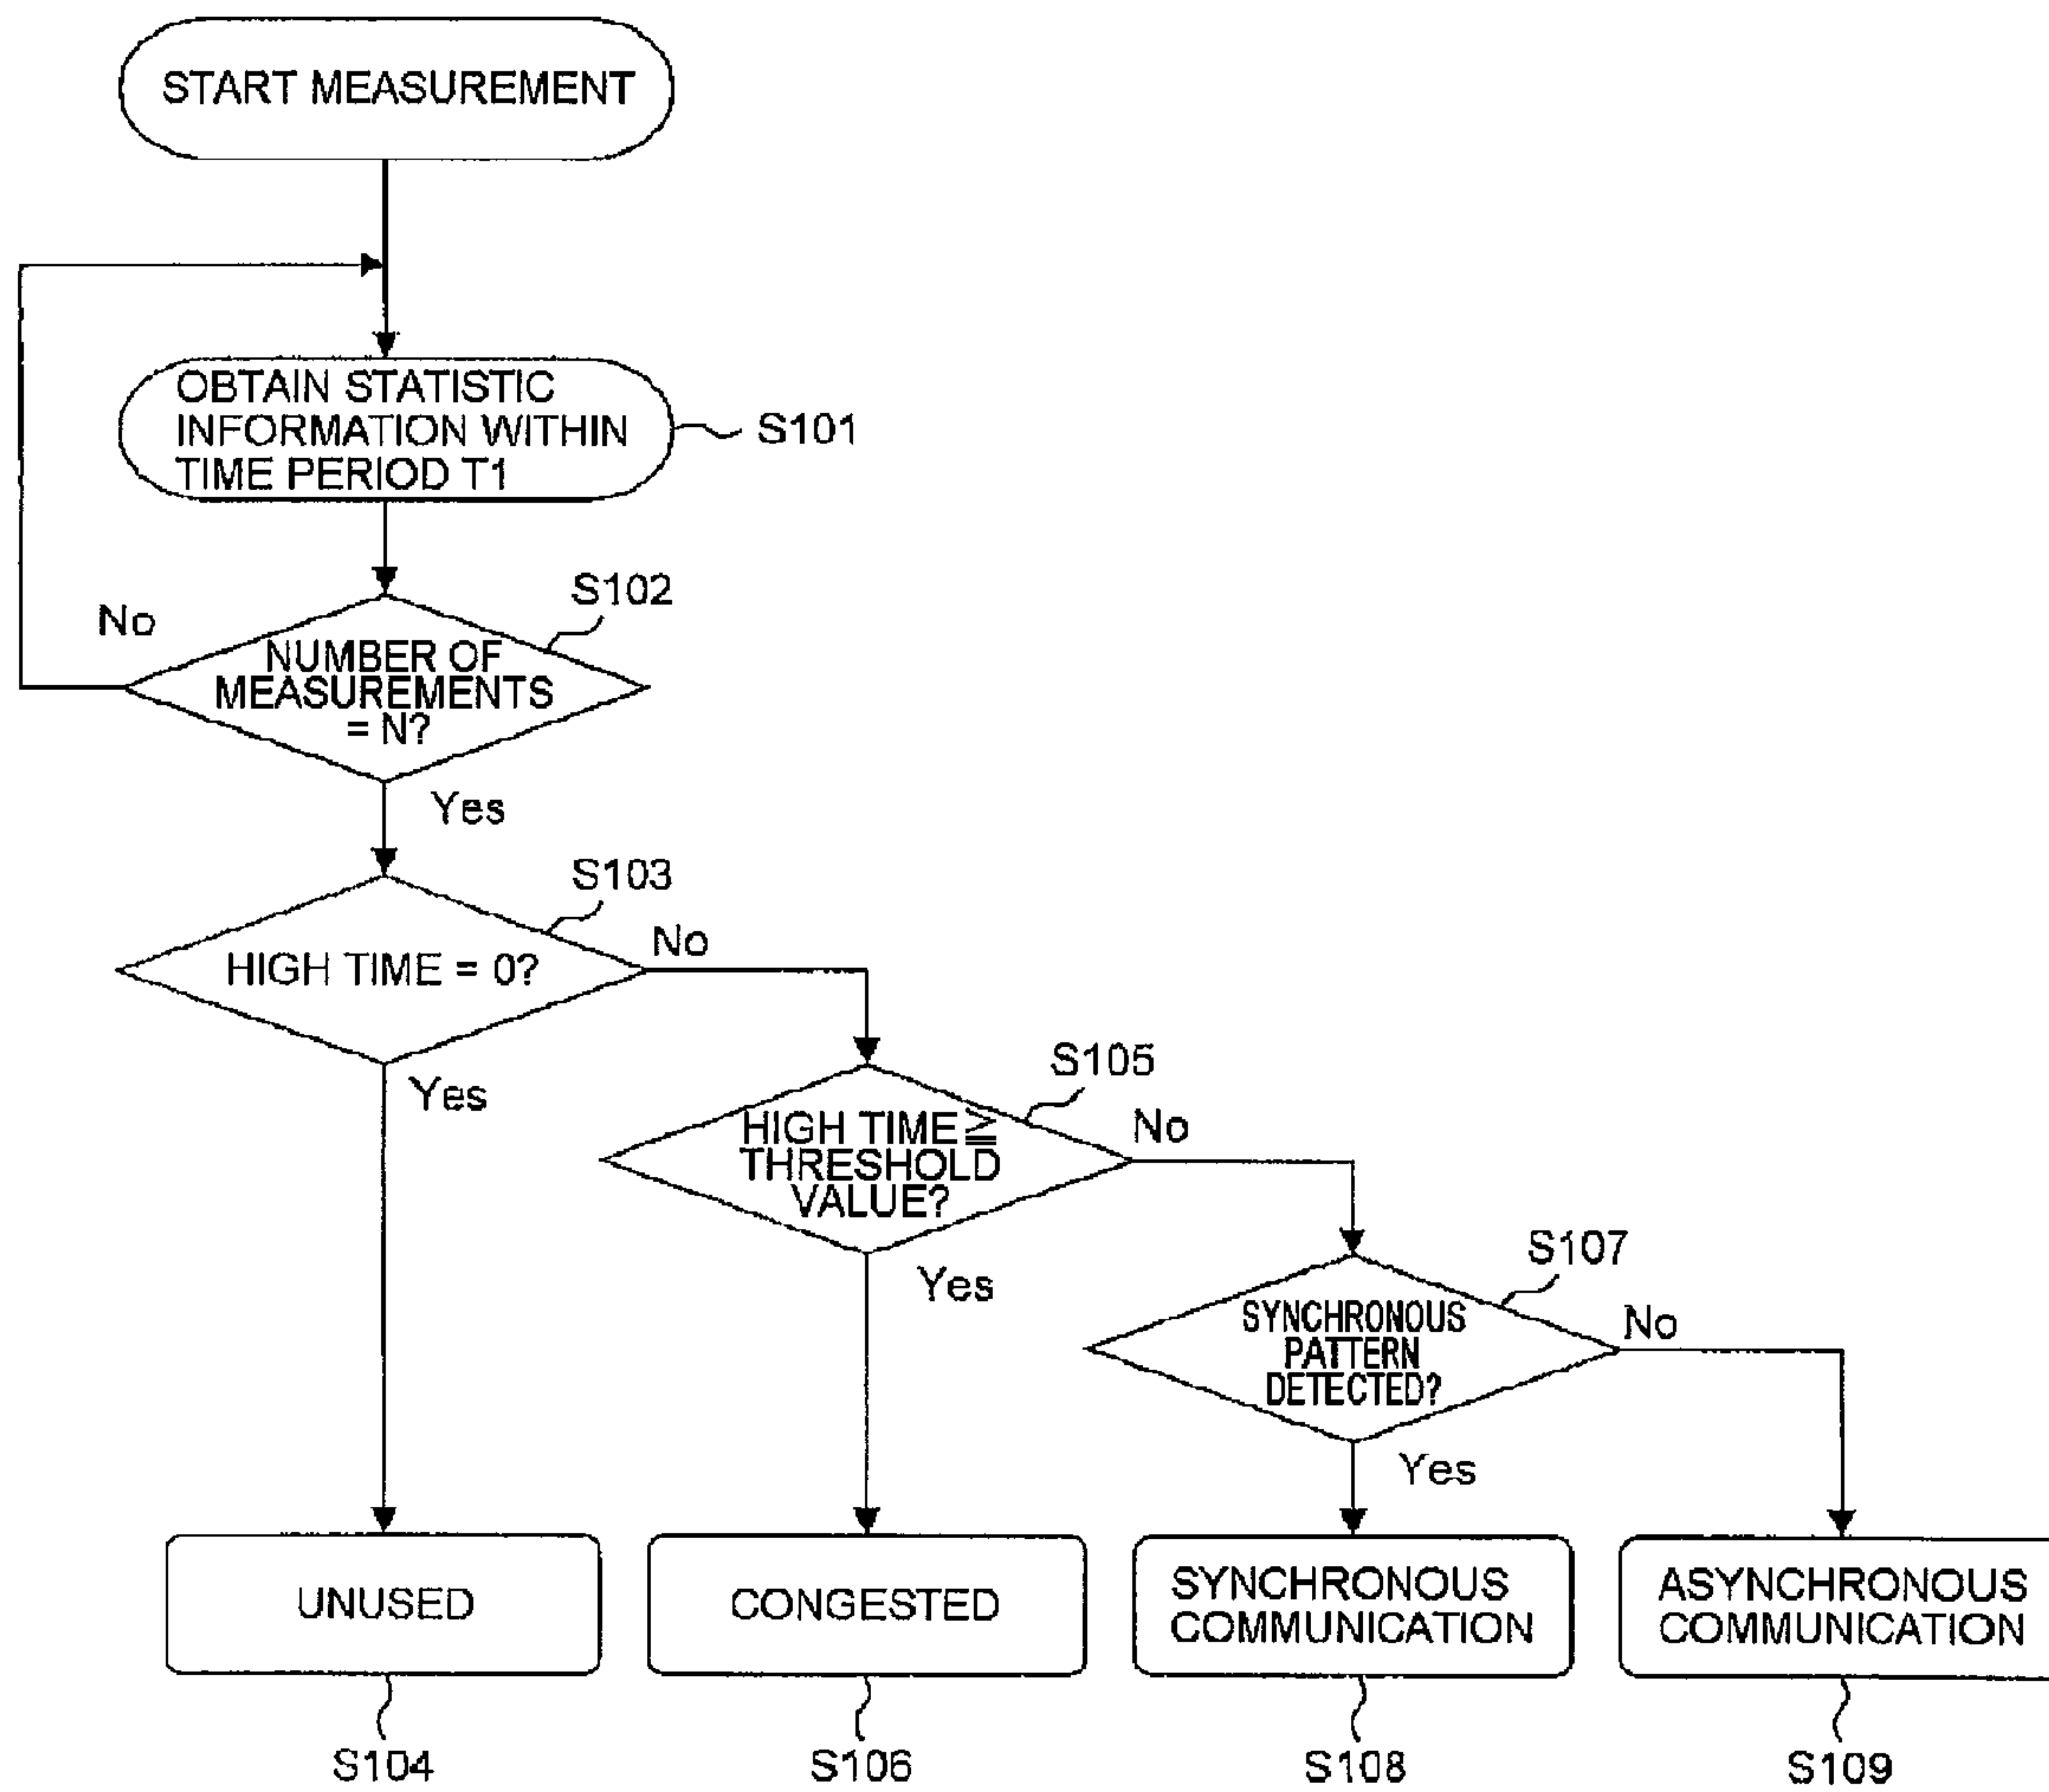 START MEASUREMENT
OBTAIN STATISTIC
INFORMATION WITHIN
TIME PERIOD T1
S101
S102
No
NUMBER OF
MEASUREMENTS
= N?
Yes
S103
No
HIGH TIME = 0?
Yes
S105
No
HIGH TIME ≧
THRESHOLD
VALUE?
Yes
S107
No
SYNCHRONOUS
PATTERN
DETECTED?
Yes
UNUSED
CONGESTED
SYNCHRONOUS
COMMUNICATION
ASYNCHRONOUS
COMMUNICATION
S104
S106
S108
S109